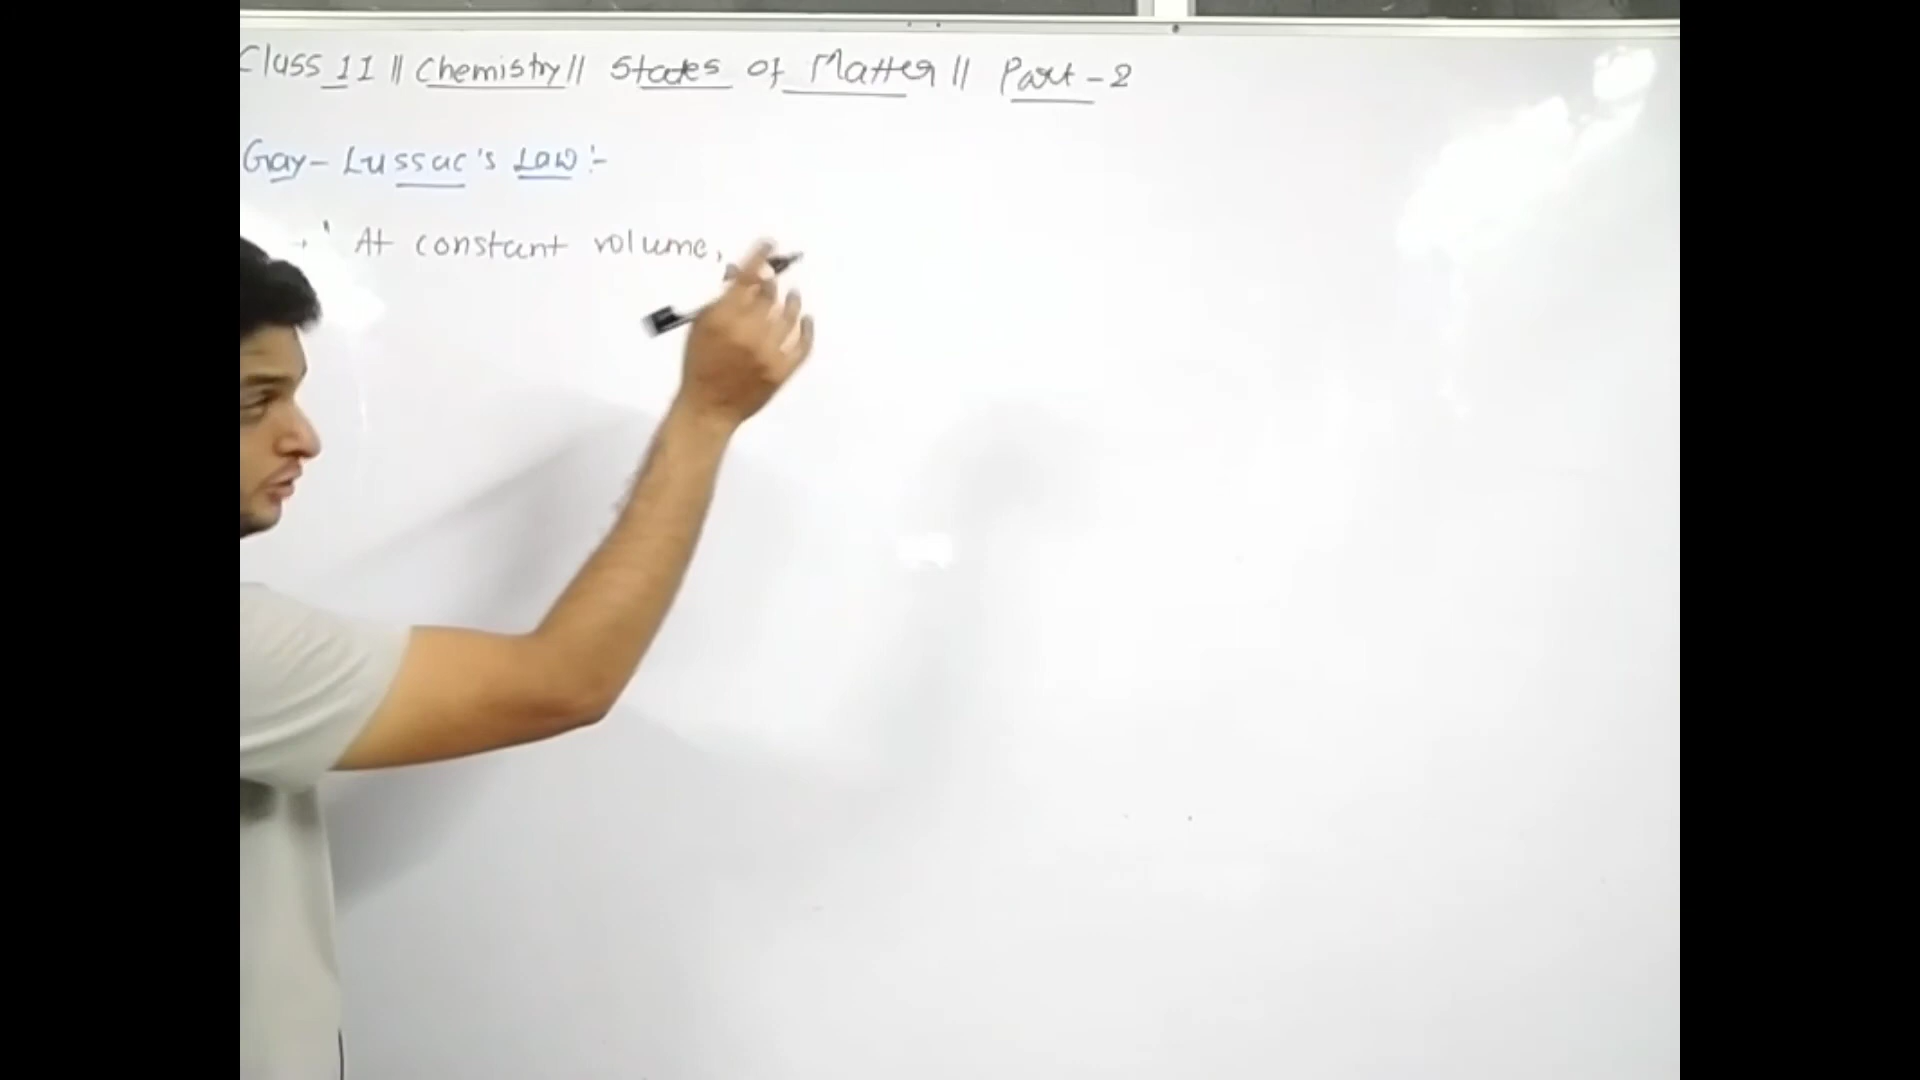 Class 11 || Chemistry || States of Matter || Part-2
Gay-Lussac's Law:-
→ ' At constant volume,